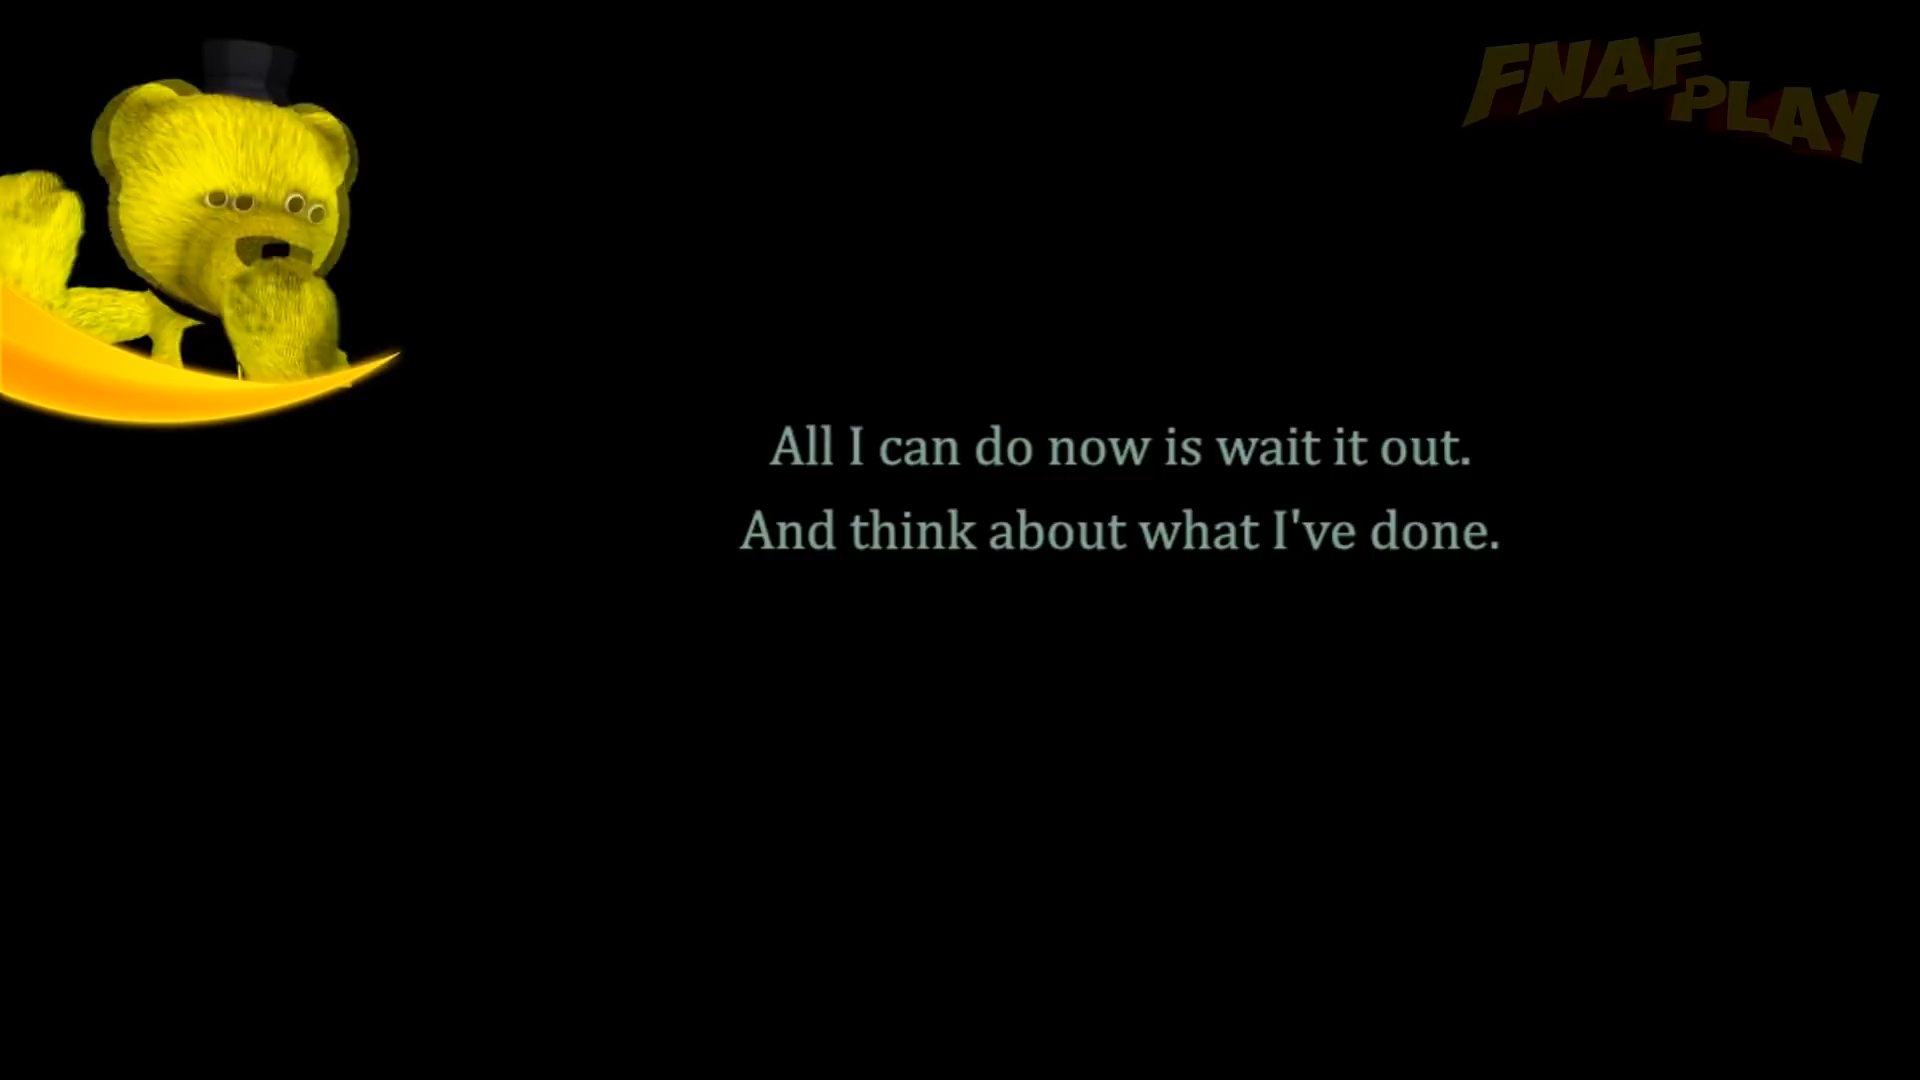 FNAF
PLAY
All I can do now is wait it out.
And think about what I've done.